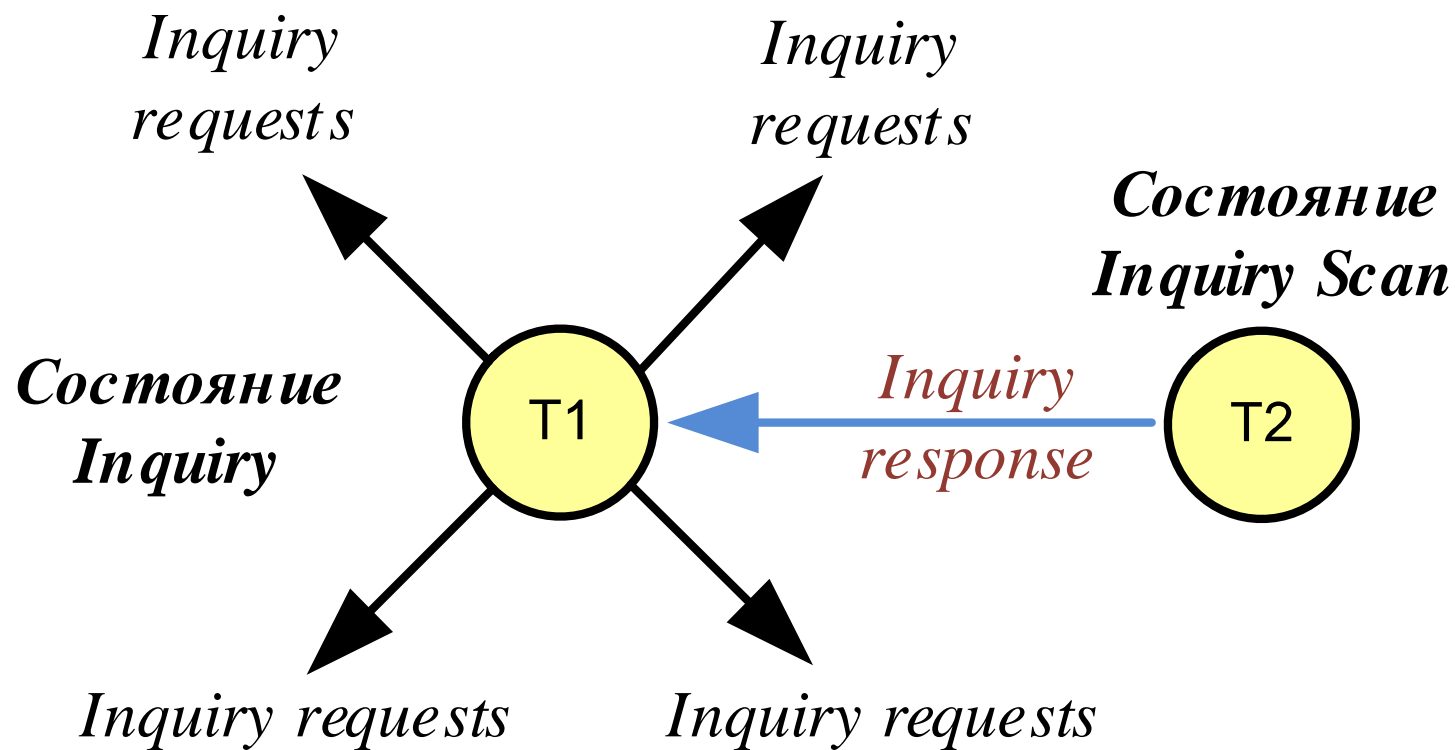 Inquiry
requests
Inquiry
requests
Состояние
Inquiry Scan
Состояние
Inquiry
T1
Inquiry
response
T2
Inquiry requests
Inquiry requests